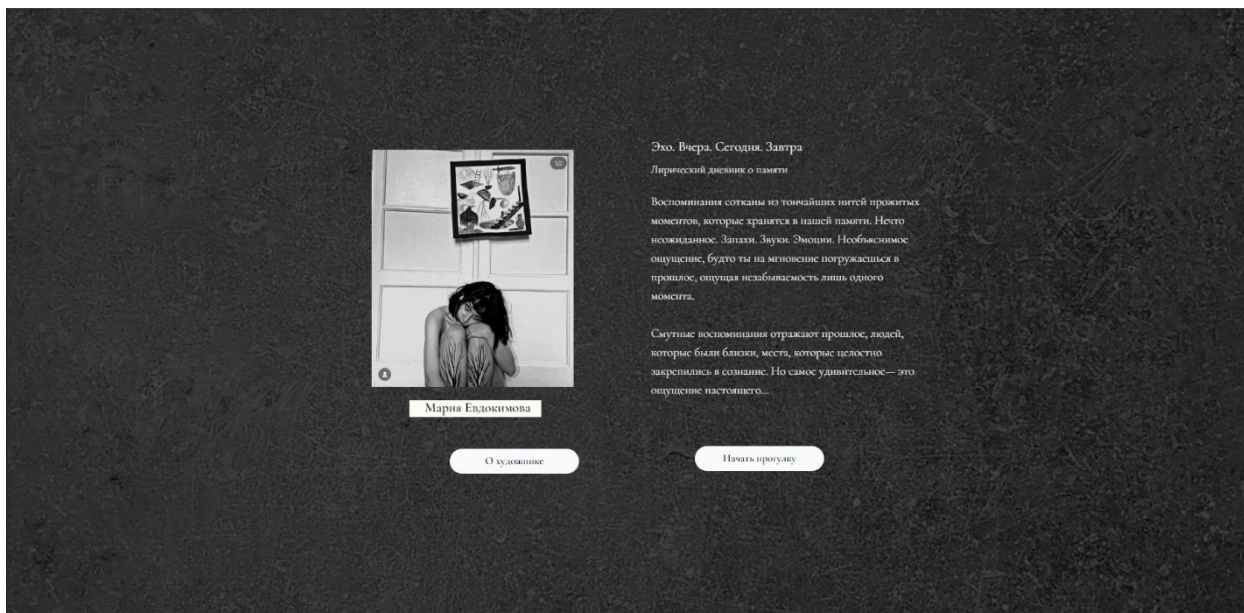 Эхо. Вчера. Сегодня. Завтра
Лирический дневник о памяти
Воспоминания сотканы из тончайших нитей прожитых
моментов, которые хранятся в нашей памяти. Нечто
неожиданное. Запахи. Звуки. Эмоции. Необъяснимое
ощущение, будто ты на мгновение погружаешься в
прошлое, ощущая незабываемость лишь одного
момента.
Смутные воспоминания отражают прошлое, людей,
которые были близки, места, которые целостно
закрепились в сознание. Но самое удивительное— это
ощущение настоящего...
Мария Евдокимова
О художнике
Начать прогулку